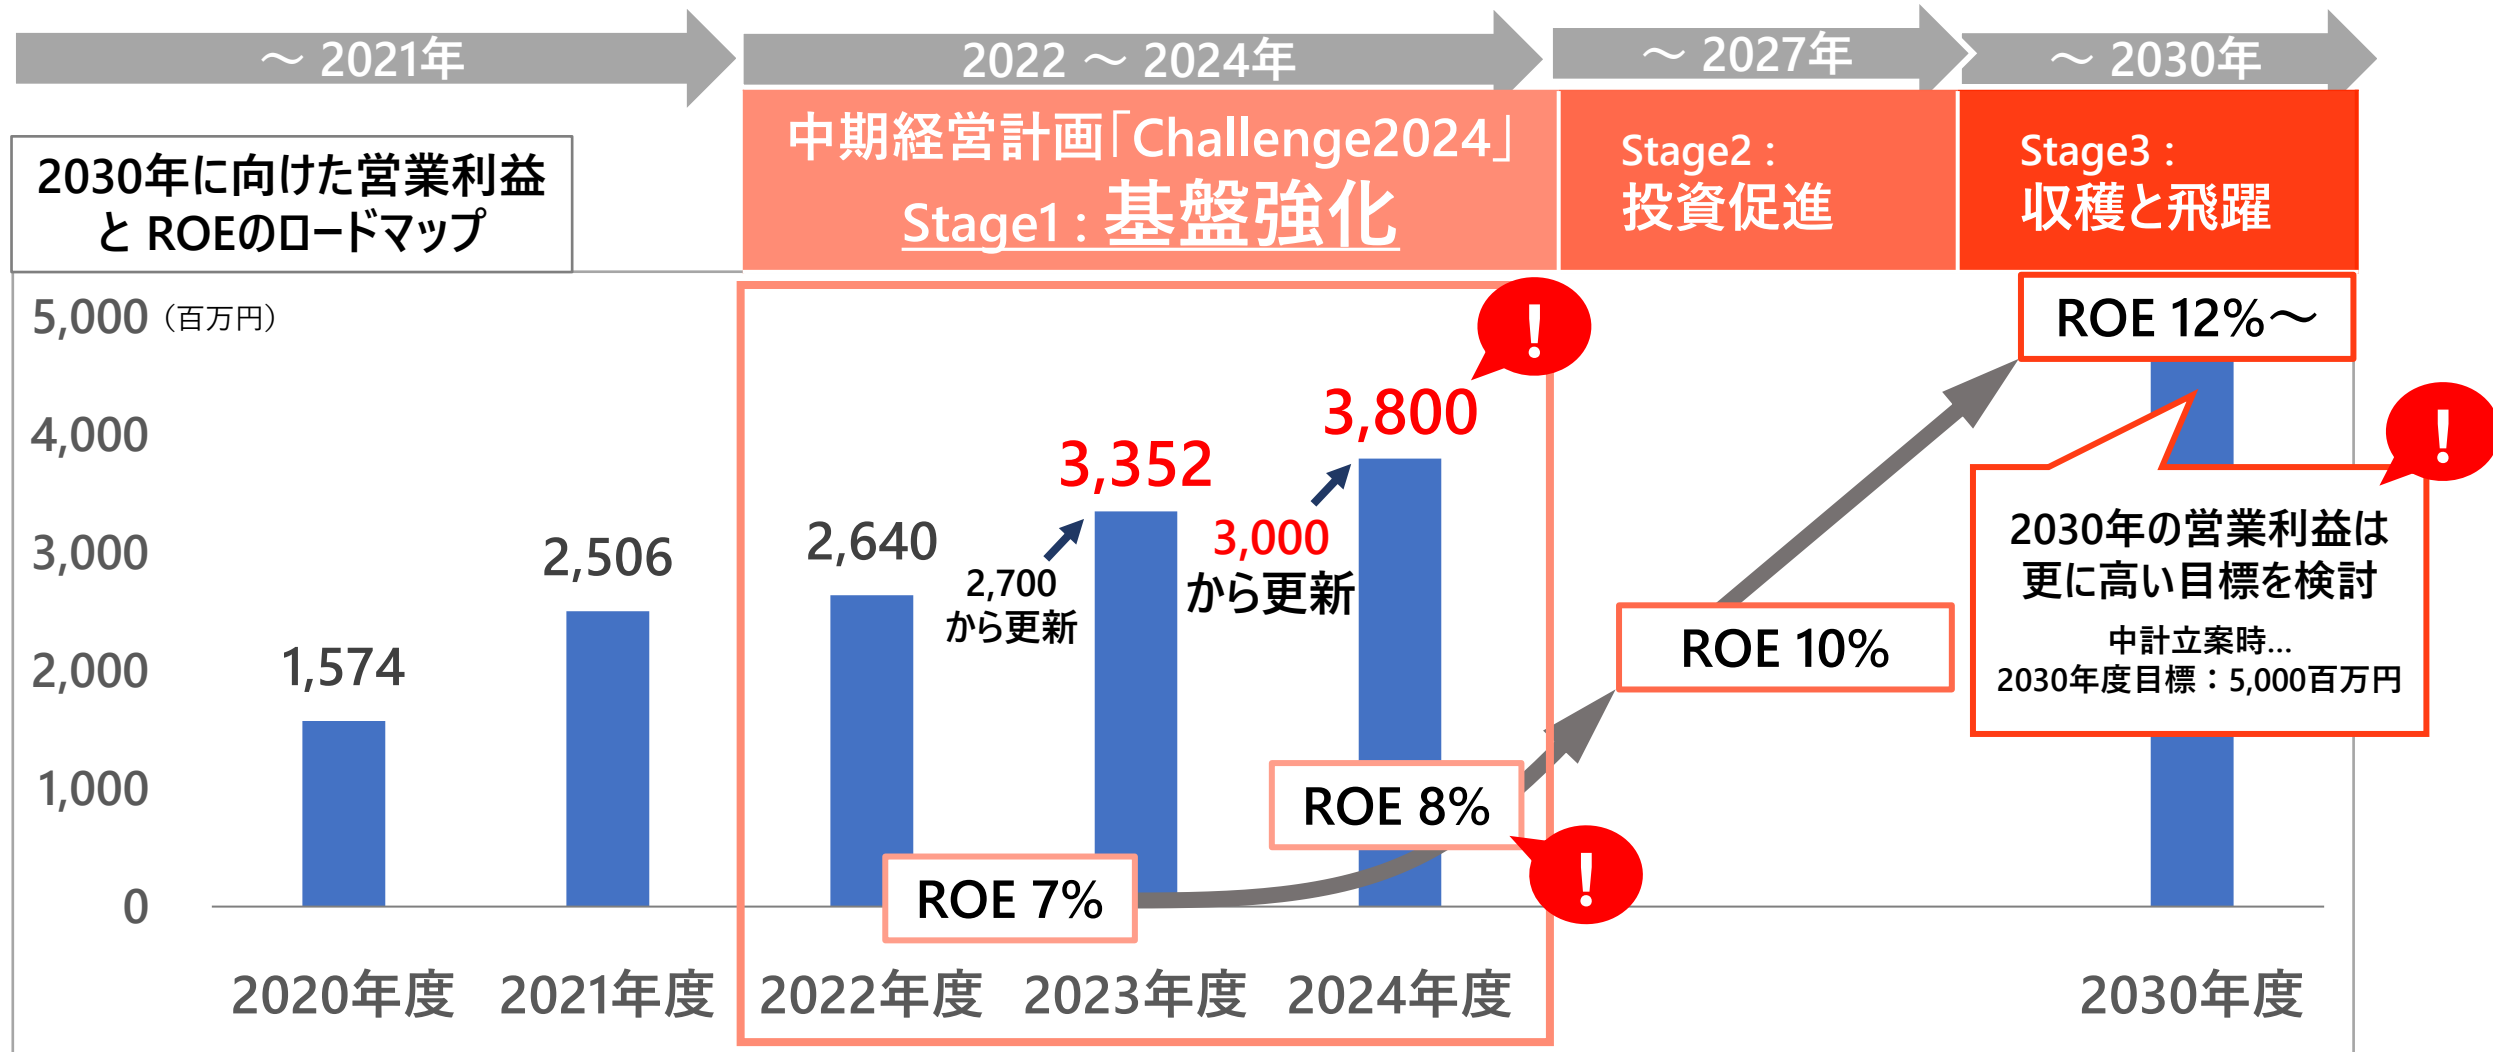 ～ 2021年
2022 ～ 2024年
～ 2027年
～ 2030年
2030年に向けた営業利益
と ROEのロードマップ
中期経営計画「Challenge2024」
Stage1：基盤強化
Stage2：
投資促進
Stage3：
収穫と飛躍
5,000（百万円）
4,000
3,000
2,000
1,000
0
1,574
2,506
2,640
2,700
から更新
3,352
3,000
から更新
3,800
!
ROE 7%
ROE 8%
!
ROE 10%
ROE 12%～
!
2030年の営業利益は
更に高い目標を検討
中計立案時…
2030年度目標：5,000百万円
2020年度
2021年度
2022年度
2023年度
2024年度
2030年度